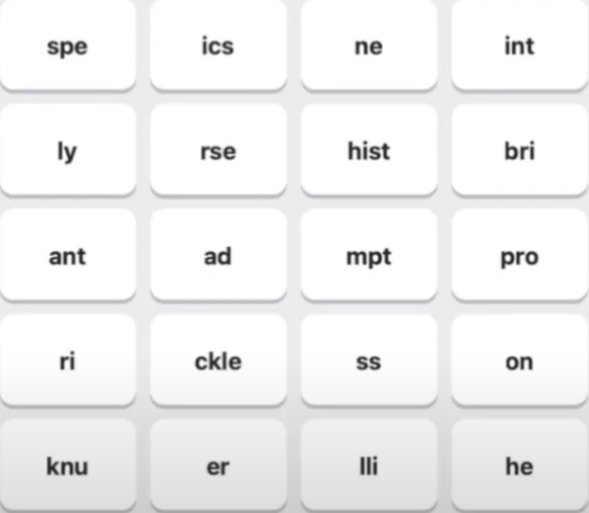 spe ics ne int
ly rse hist bri
ant ad mpt pro
ri ckle ss on
knu er lli he